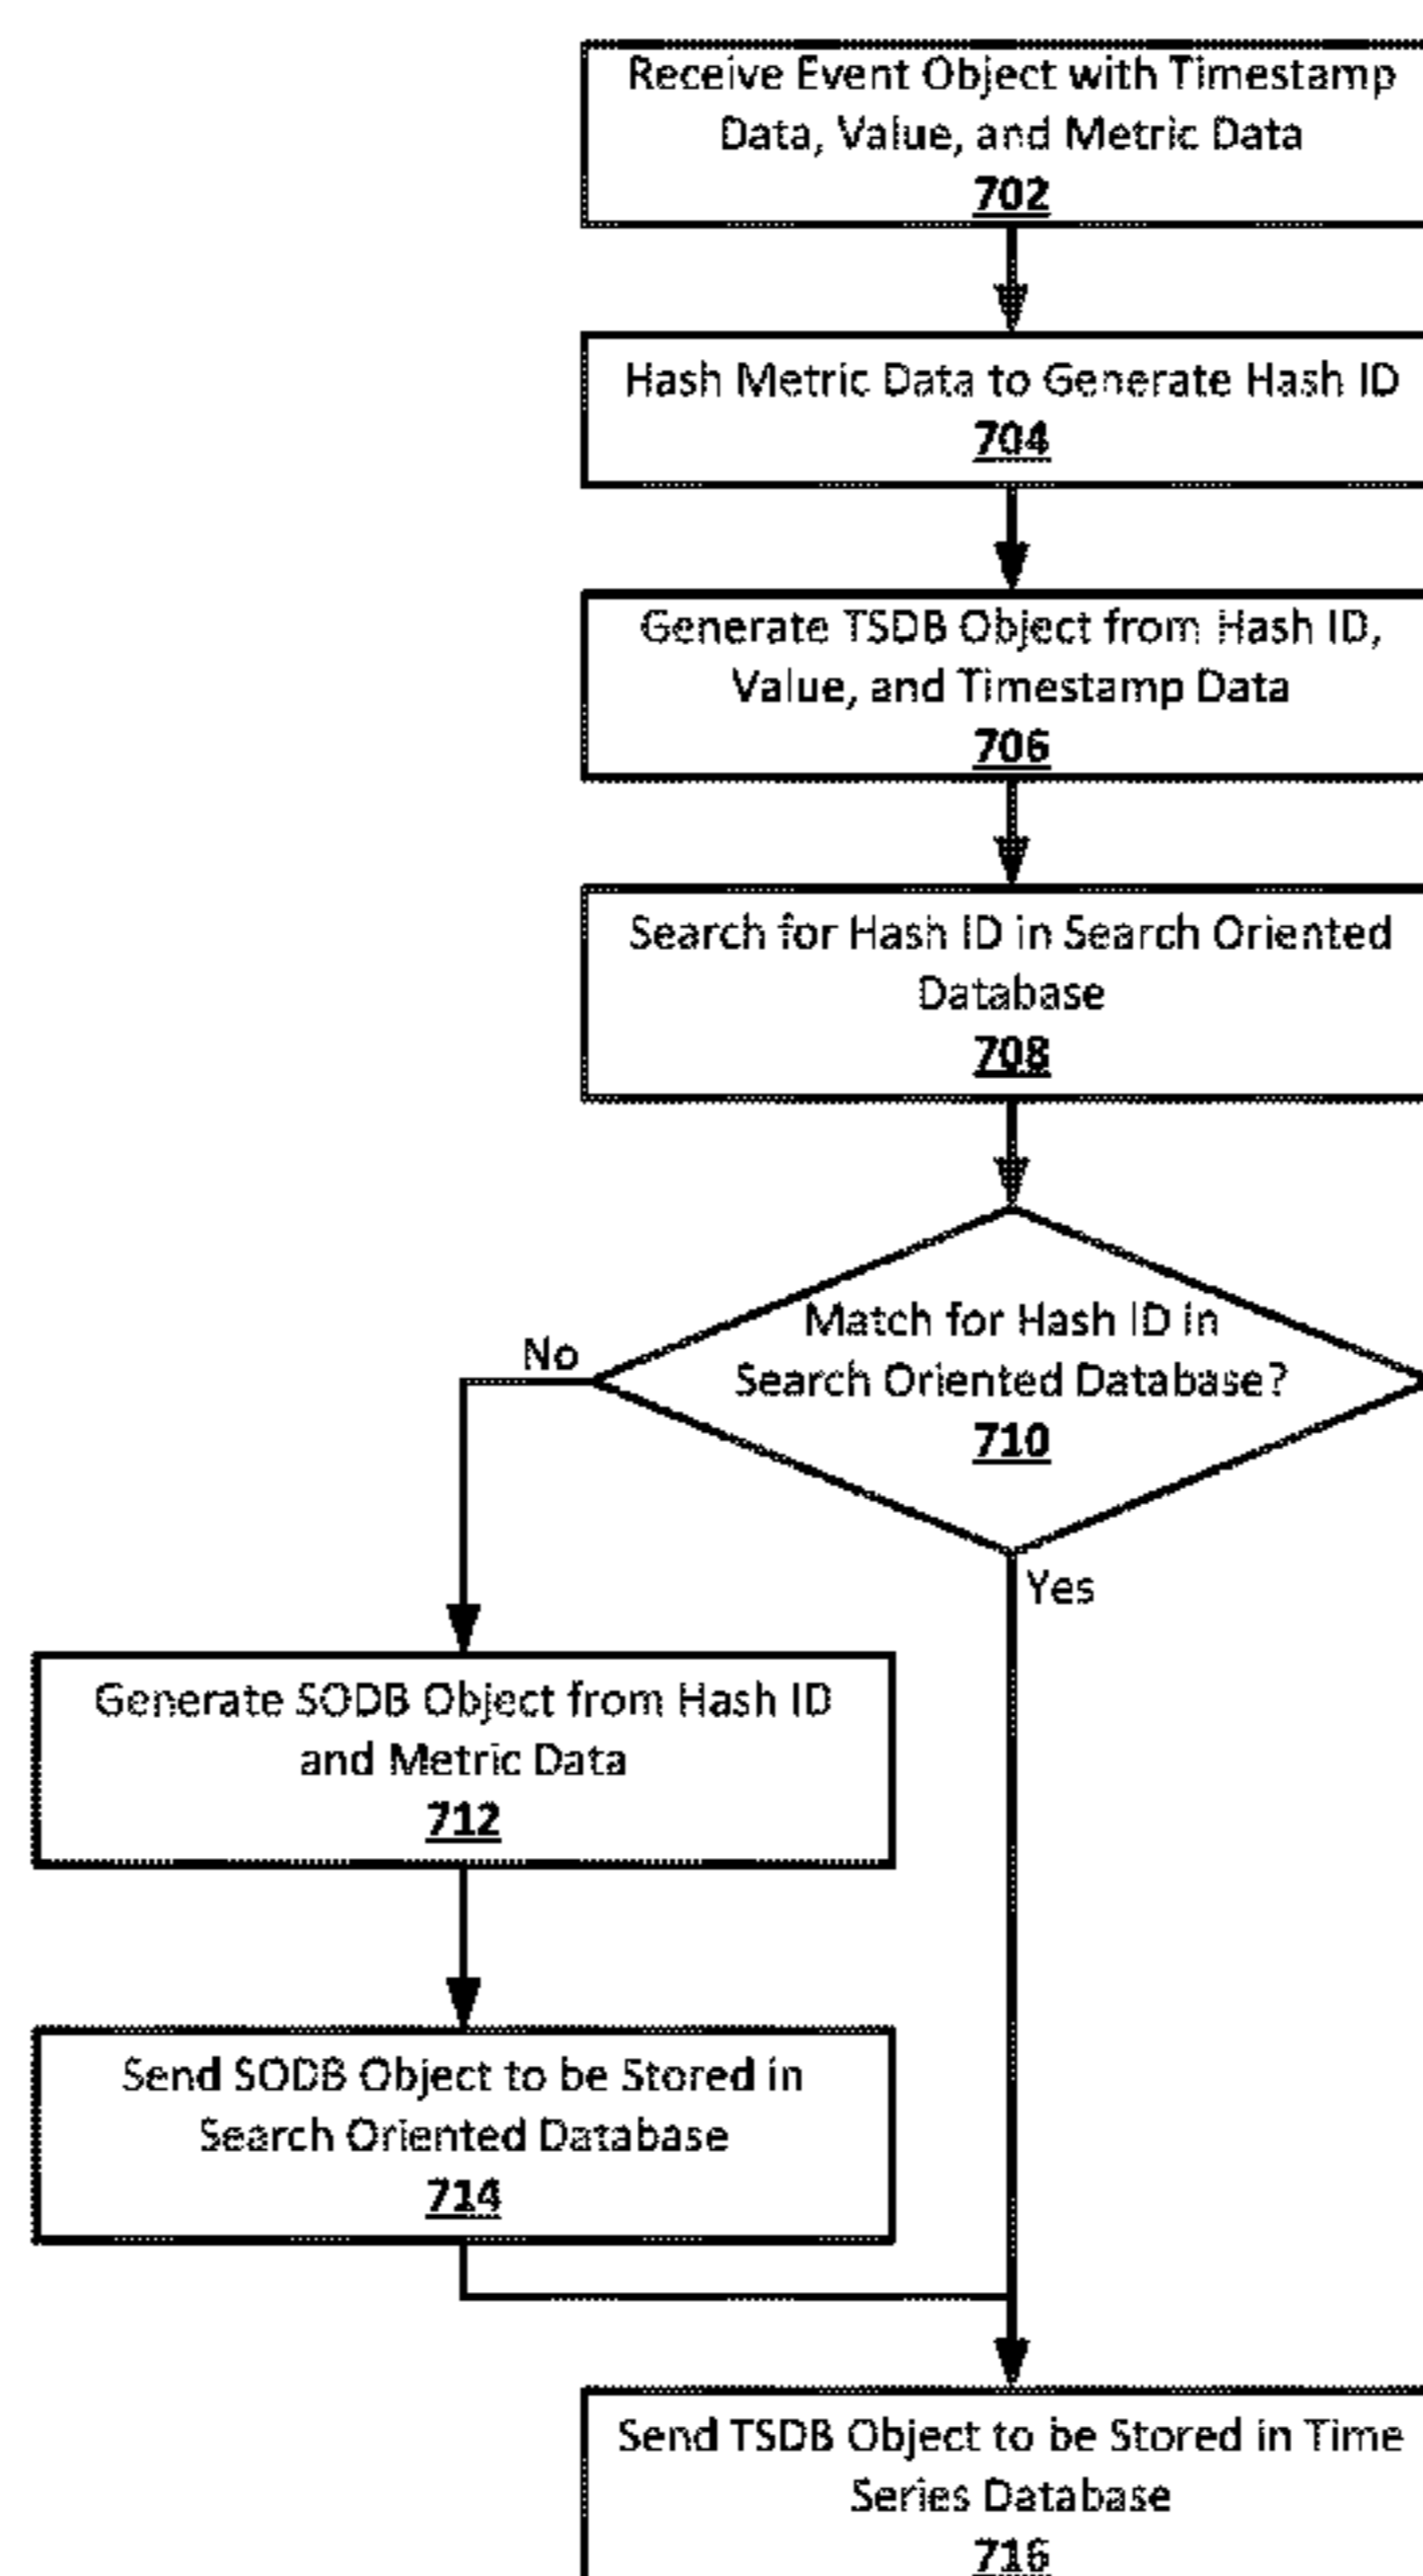 Receive Event Object with Timestamp
Data, Value, and Metric Data
702
Hash Metric Data to Generate Hash ID
704
Generate TSDB Object from Hash ID,
Value, and Timestamp Data
706
Search for Hash ID in Search Oriented
Database
708
Match for Hash ID in
Search Oriented Database?
710
No
Yes
Generate SODB Object from Hash ID
and Metric Data
712
Send SODB Object to be Stored in
Search Oriented Database
714
Send TSDB Object to be Stored in Time
Series Database
716